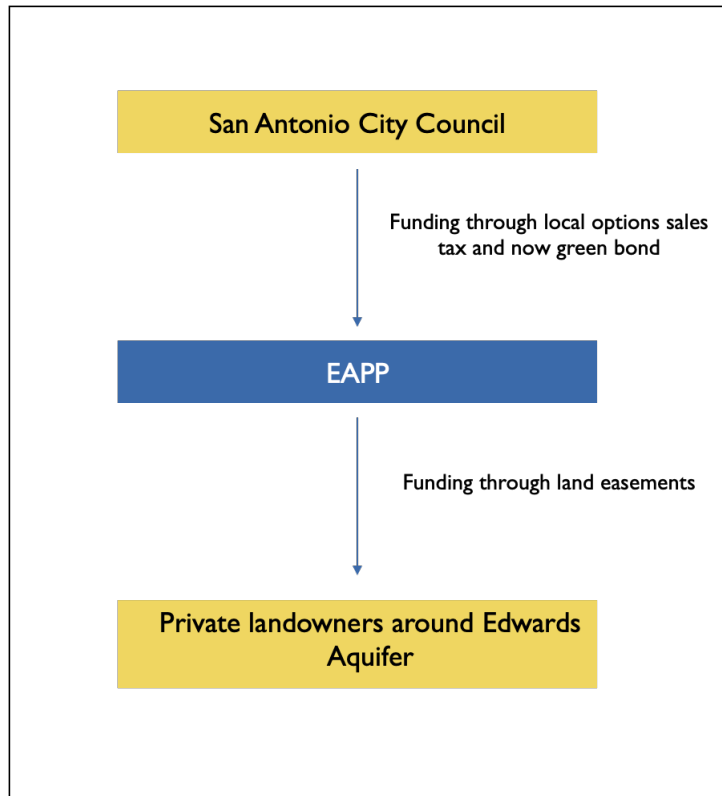 San Antonio City Council
Funding through local options sales
tax and now green bond
EAPP
Funding through land easements
Private landowners around Edwards
Aquifer